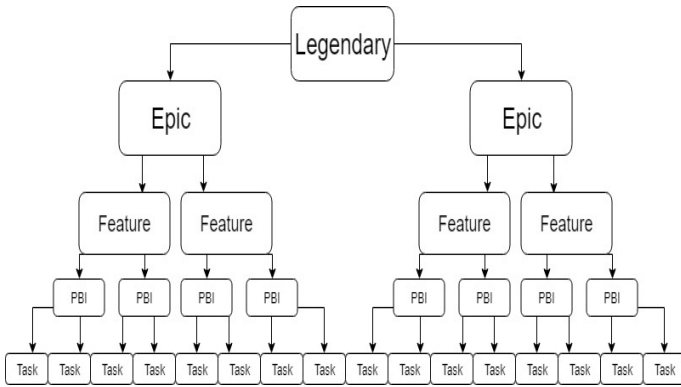 Legendary
Epic Epic
Feature Feature Feature Feature
PBI PBI PBI PBI PBI PBI PBI PBI
Task Task Task Task Task Task Task Task Task Task Task Task Task Task Task Task